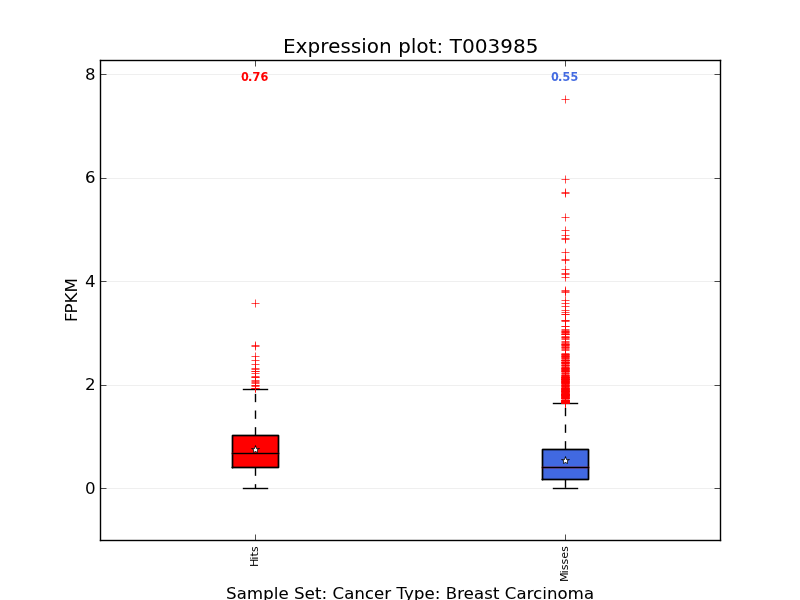 Expression plot: T003985
0.76
0.55
8
6
4
2
0
FPKM
Hits
Misses
Sample Set: Cancer Type: Breast Carcinoma